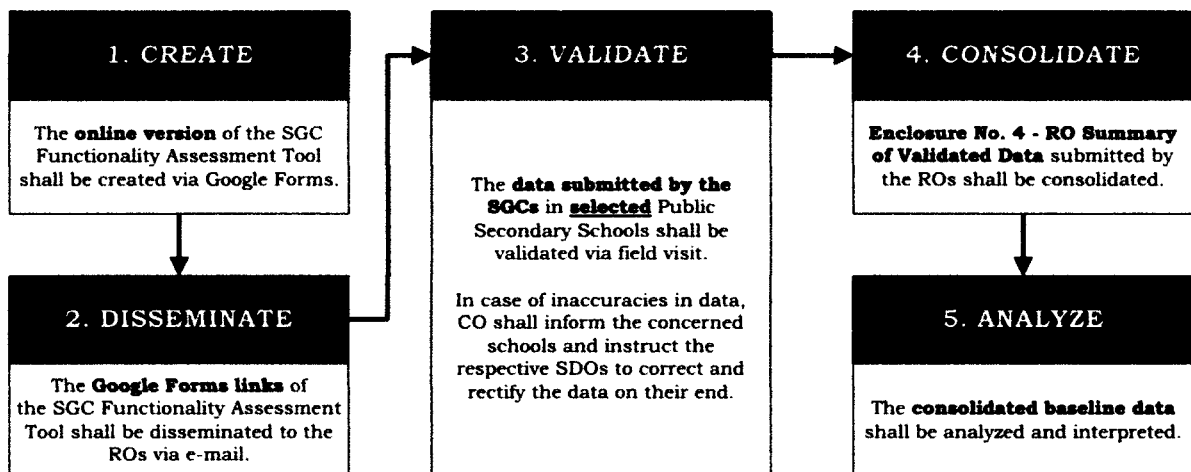 1. CREATE
The online version of the SGC
Functionality Assessment Tool
shall be created via Google Forms.
2. DISSEMINATE
The Google Forms links of
the SGC Functionality Assessment
Tool shall be disseminated to the
ROs via e-mail.
3. VALIDATE
The data submitted by the
SGCs in selected Public
Secondary Schools shall be
validated via field visit.
In case of inaccuracies in data,
CO shall inform the concerned
schools and instruct the
respective SDOs to correct and
rectify the data on their end.
4. CONSOLIDATE
Enclosure No. 4 - RO Summary
of Validated Data submitted by
the ROs shall be consolidated.
5. ANALYZE
The consolidated baseline data
shall be analyzed and interpreted.